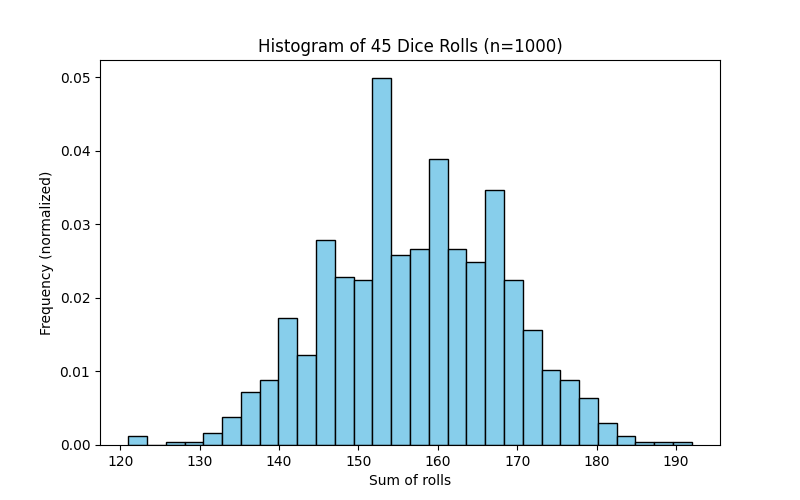 Histogram of 45 Dice Rolls (n=1000)
Frequency (normalized)
0.05
0.04
0.03
0.02
0.01
0.00
120 130 140 150 160 170 180 190
Sum of rolls